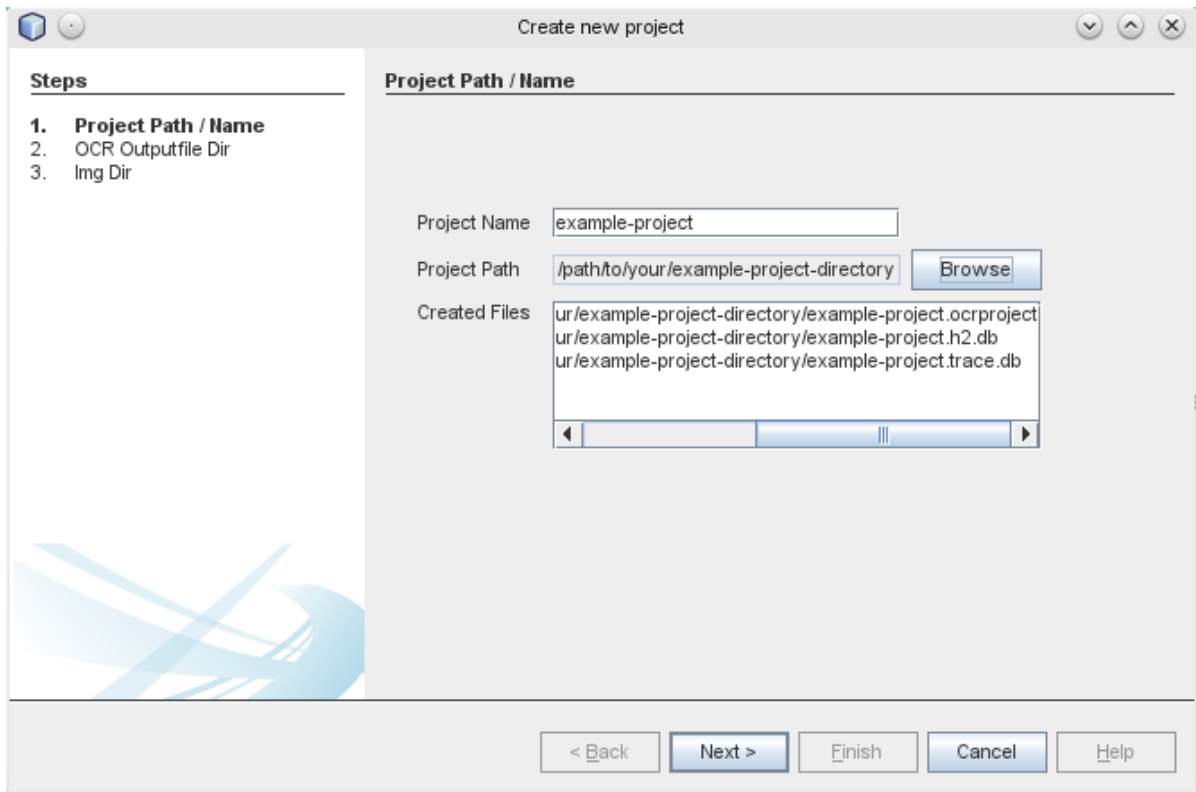 Create new project
Steps
1. Project Path / Name
2. OCR Outputfile Dir
3. Img Dir
Project Path / Name
Project Name example-project
Project Path /path/to/your/example-project-directory Browse
Created Files ur/example-project-directory/example-project.ocrproject
ur/example-project-directory/example-project.h2.db
ur/example-project-directory/example-project.trace.db
< Back Next > Finish Cancel Help